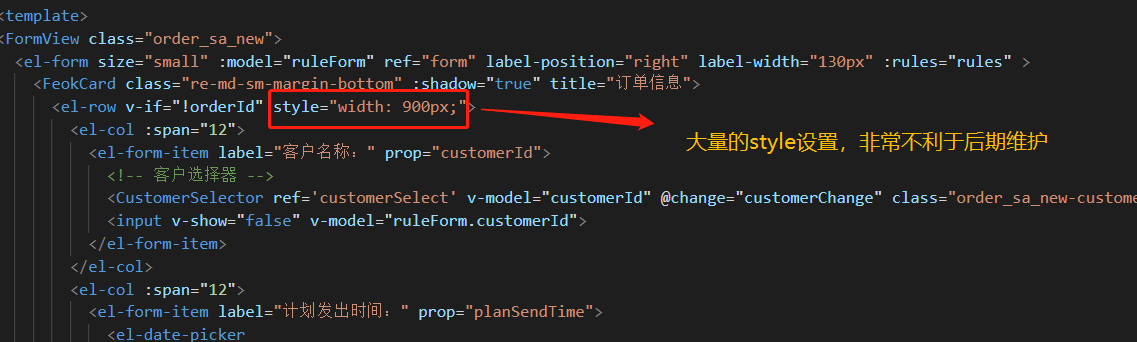 <template>
<FormView class="order_sa_new">
<el-form size="small" :model="ruleForm" ref="form" label-position="right" label-width="130px" :rules="rules" >
<FeokCard class="re-md-sm-margin-bottom" :shadow="true" title="订单信息">
<el-row v-if="!orderId" style="width: 900px;">
<el-col :span="12">
大量的style设置，非常不利于后期维护
<el-form-item label="客户名称：" prop="customerId">
<!-- 客户选择器 -->
<CustomerSelector ref='customerSelect' v-model="customerId" @change="customerChange" class="order_sa_new-custome
<input v-show="false" v-model="ruleForm.customerId">
</el-form-item>
</el-col>
<el-col :span="12">
<el-form-item label="计划发出时间：" prop="planSendTime">
<el-date-picker